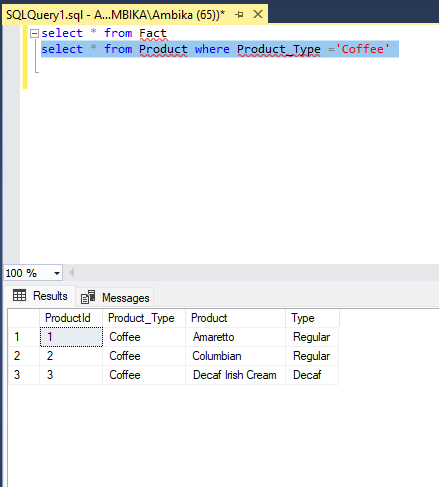 SQLQuery1.sql - A...MBIKA\Ambika (65))*
select * from Fact
select * from Product where Product_Type ='Coffee'
100 %
Results Messages
ProductId Product_Type Product Type
1 1 Coffee Amaretto Regular
2 2 Coffee Columbian Regular
3 3 Coffee Decaf Irish Cream Decaf